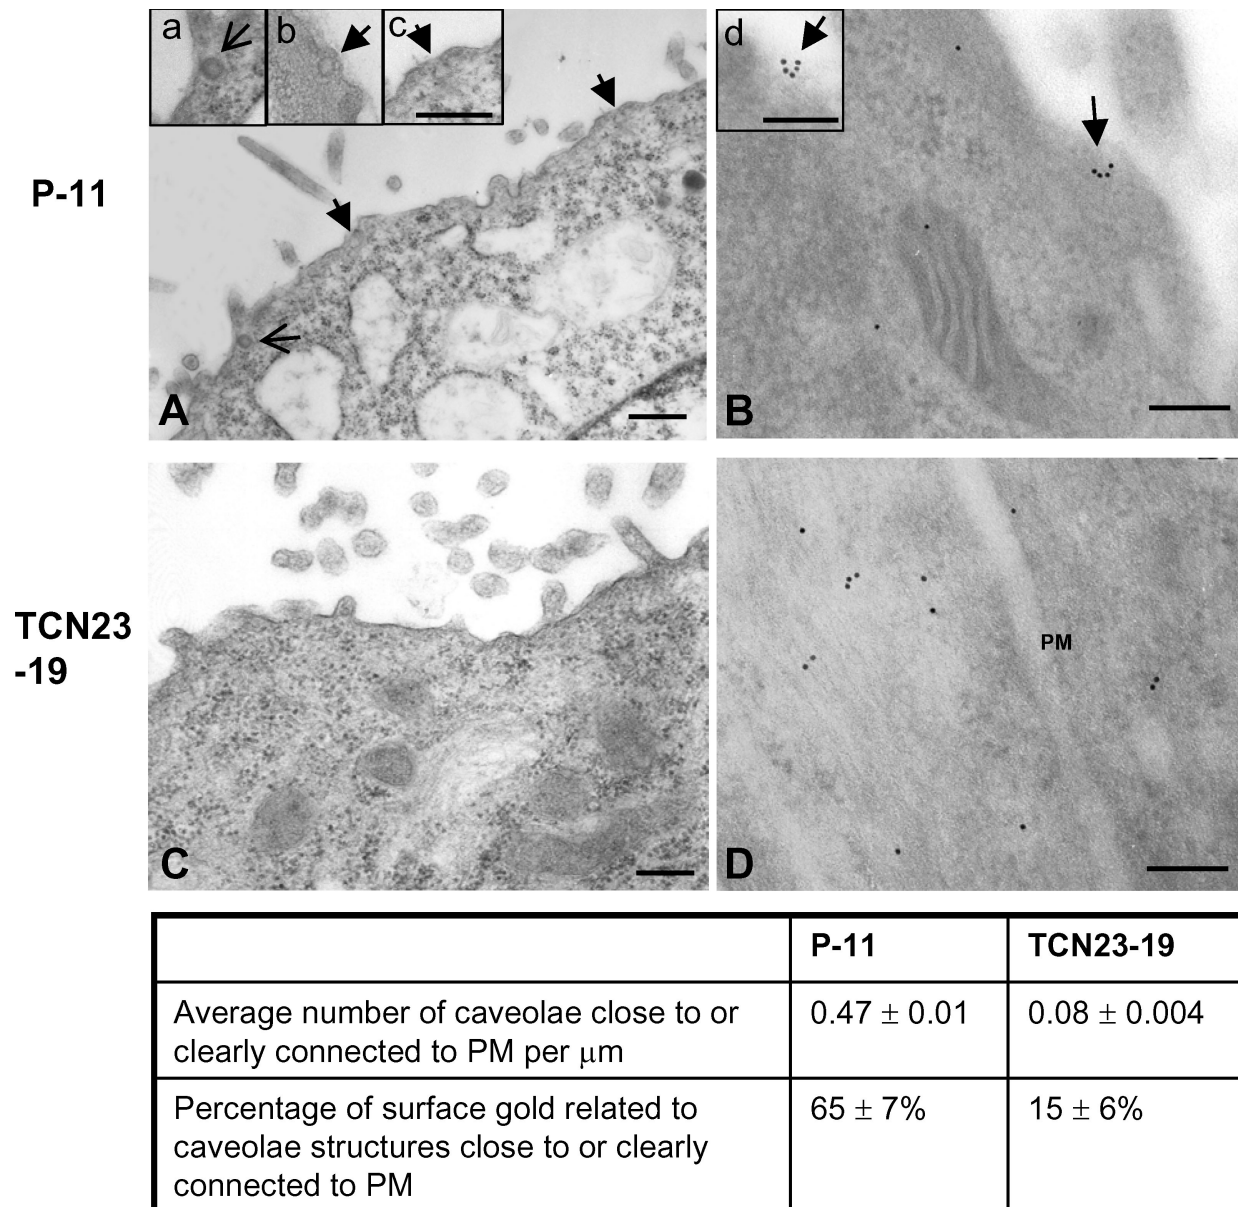 a
b
c
d
P-11
A
B
TCN23
-19
PM
C
D
P-11
TCN23-19
Average number of caveolae close to or
clearly connected to PM per μm
0.47 ± 0.01
0.08 ± 0.004
Percentage of surface gold related to
caveolae structures close to or clearly
connected to PM
65 ± 7%
15 ± 6%